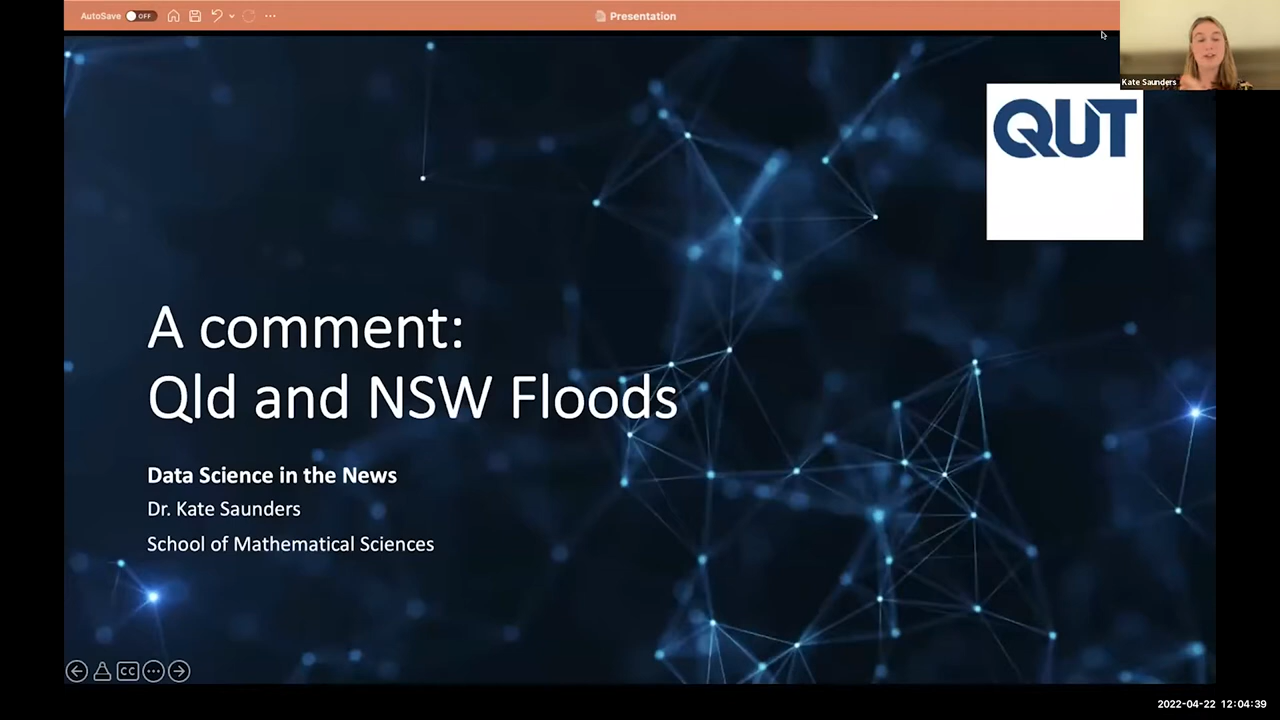 AutoSave OFF
Presentation
Kate Saunders
QUT
A comment:
Qld and NSW Floods
Data Science in the News
Dr. Kate Saunders
School of Mathematical Sciences
CC
2022-04-22 12:04:39